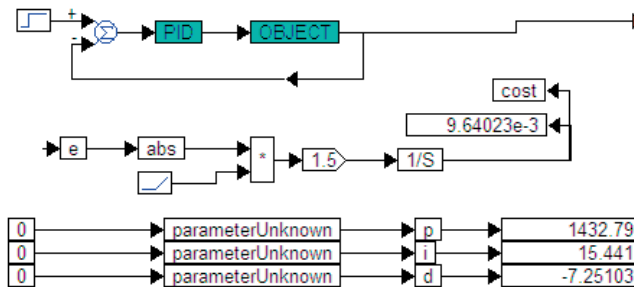 +
-
Σ
PID
OBJECT
cost
9.64023e-3
e
abs
*
1.5
1/S
0
parameterUnknown
p
1432.79
0
parameterUnknown
i
15.441
0
parameterUnknown
d
-7.25103